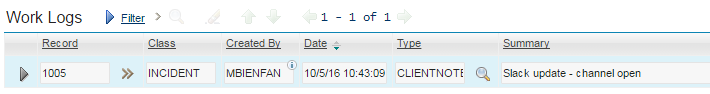 Work Logs Filter 1 - 1 of 1
Record Class Created By Date Type Summary
1005 INCIDENT MBIENFAN 10/5/16 10:43:09 CLIENTNOTE Slack update - channel open